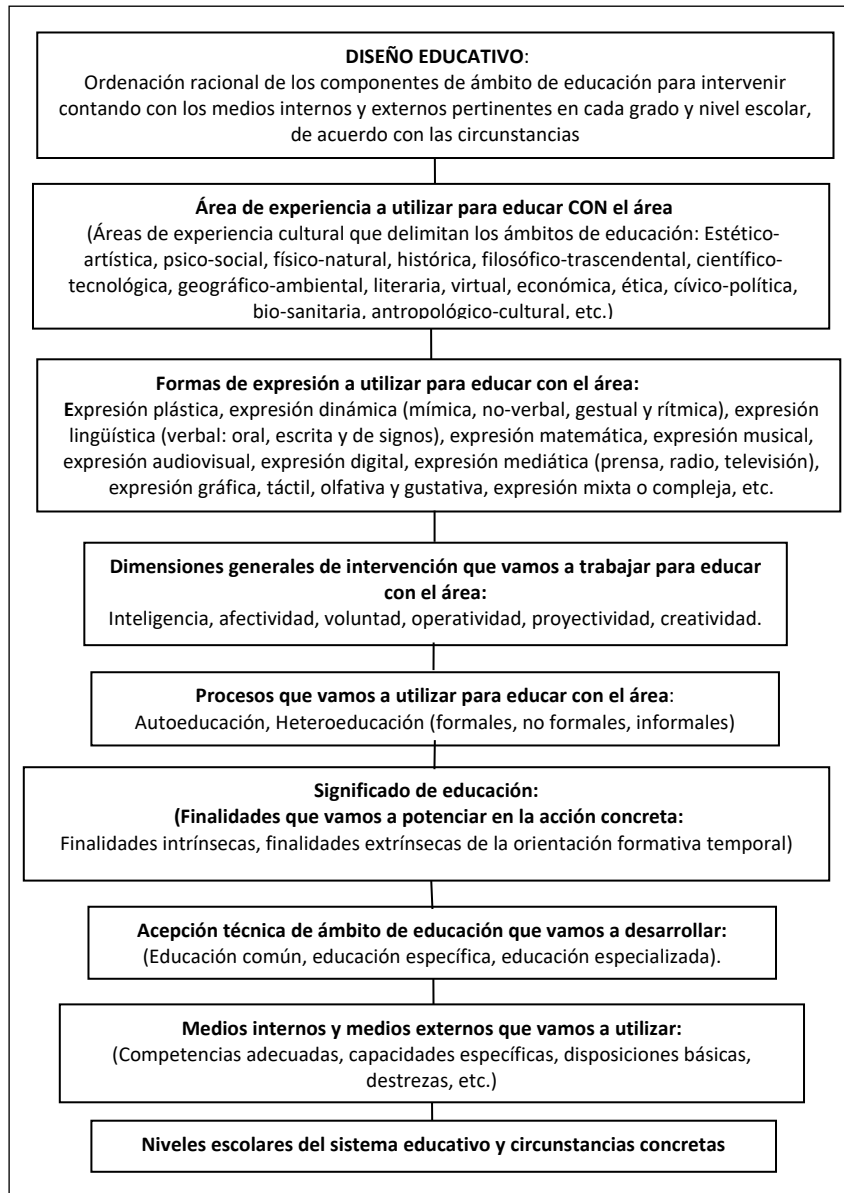 DISEÑO EDUCATIVO:
Ordenación racional de los componentes de ámbito de educación para intervenir
contando con los medios internos y externos pertinentes en cada grado y nivel escolar,
de acuerdo con las circunstancias
Área de experiencia a utilizar para educar CON el área
(Áreas de experiencia cultural que delimitan los ámbitos de educación: Estético-
artística, psico-social, físico-natural, histórica, filosófico-trascendental, científico-
tecnológica, geográfico-ambiental, literaria, virtual, económica, ética, cívico-política,
bio-sanitaria, antropológico-cultural, etc.)
Formas de expresión a utilizar para educar con el área:
Expresión plástica, expresión dinámica (mímica, no-verbal, gestual y rítmica), expresión
lingüística (verbal: oral, escrita y de signos), expresión matemática, expresión musical,
expresión audiovisual, expresión digital, expresión mediática (prensa, radio, televisión),
expresión gráfica, táctil, olfativa y gustativa, expresión mixta o compleja, etc.
Dimensiones generales de intervención que vamos a trabajar para educar
con el área:
Inteligencia, afectividad, voluntad, operatividad, proyectividad, creatividad.
Procesos que vamos a utilizar para educar con el área:
Autoeducación, Heteroeducación (formales, no formales, informales)
Significado de educación:
(Finalidades que vamos a potenciar en la acción concreta:
Finalidades intrínsecas, finalidades extrínsecas de la orientación formativa temporal)
Acepción técnica de ámbito de educación que vamos a desarrollar:
(Educación común, educación específica, educación especializada).
Medios internos y medios externos que vamos a utilizar:
(Competencias adecuadas, capacidades específicas, disposiciones básicas,
destrezas, etc.)
Niveles escolares del sistema educativo y circunstancias concretas